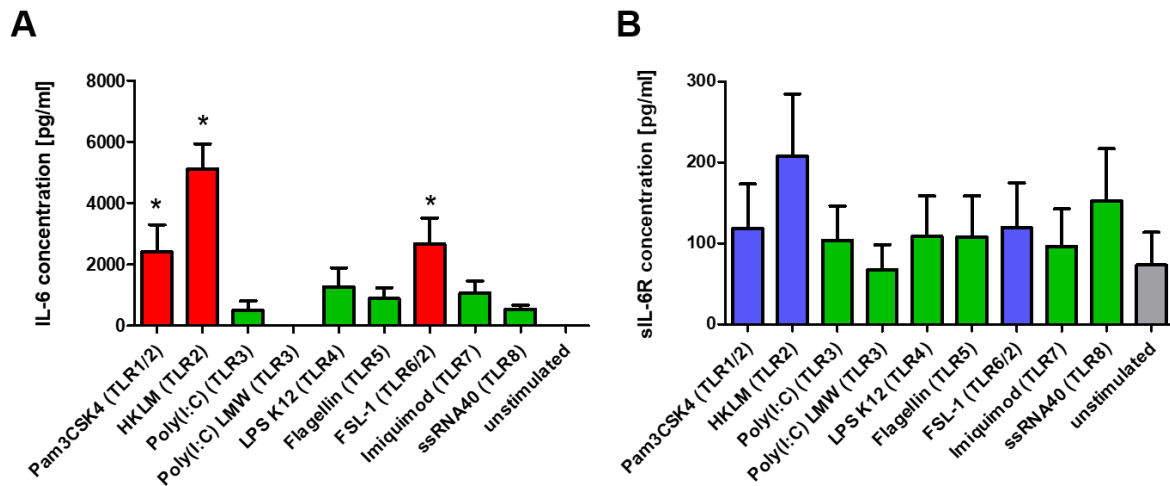 A
IL-6 concentration [pg/ml]
8000
6000
4000
2000
0
*
*
*
Pam3CSK4 (TLR1/2)
HKLM (TLR2)
Poly(I:C) (TLR3)
Poly(I:C) LMW (TLR3)
LPS K12 (TLR4)
Flagellin (TLR5)
FSL-1 (TLR6/2)
Imiquimod (TLR7)
ssRNA40 (TLR8)
unstimulated
B
sIL-6R concentration [pg/ml]
300
200
100
0
Pam3CSK4 (TLR1/2)
HKLM (TLR2)
Poly(I:C) (TLR3)
Poly(I:C) LMW (TLR3)
LPS K12 (TLR4)
Flagellin (TLR5)
FSL-1 (TLR6/2)
Imiquimod (TLR7)
ssRNA40 (TLR8)
unstimulated